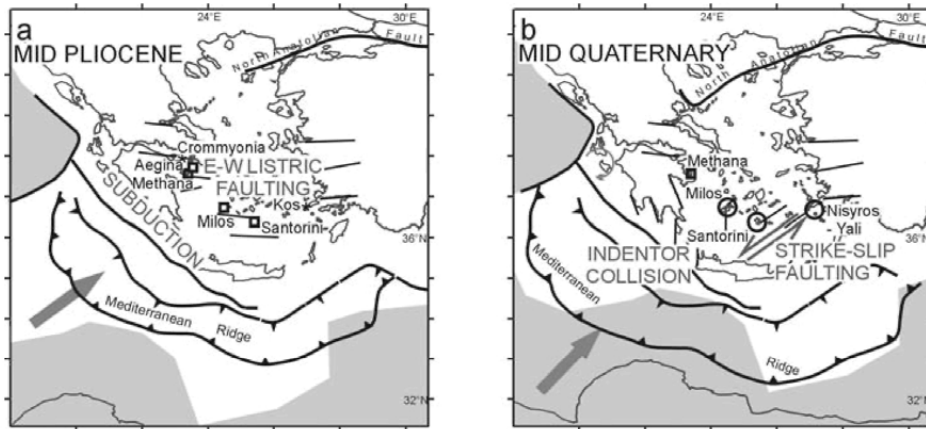 a
24°E
30°E
MID PLIOCENE
North Anatolian
Fault
Crommyonia
Aegina
E-W LISTRIC
Methana
FAULTING
Kos
SUBDUCTION
Milos
Santorini
36°N
Mediterranean
Ridge
32°N
b
24°E
30°E
MID QUATERNARY
North Anatolian
Fault
Methana
Milos
Nisyros
Santorini
Yali
36°N
INDENTOR
COLLISION
STRIKE-SLIP
FAULTING
Mediterranean
Ridge
32°N